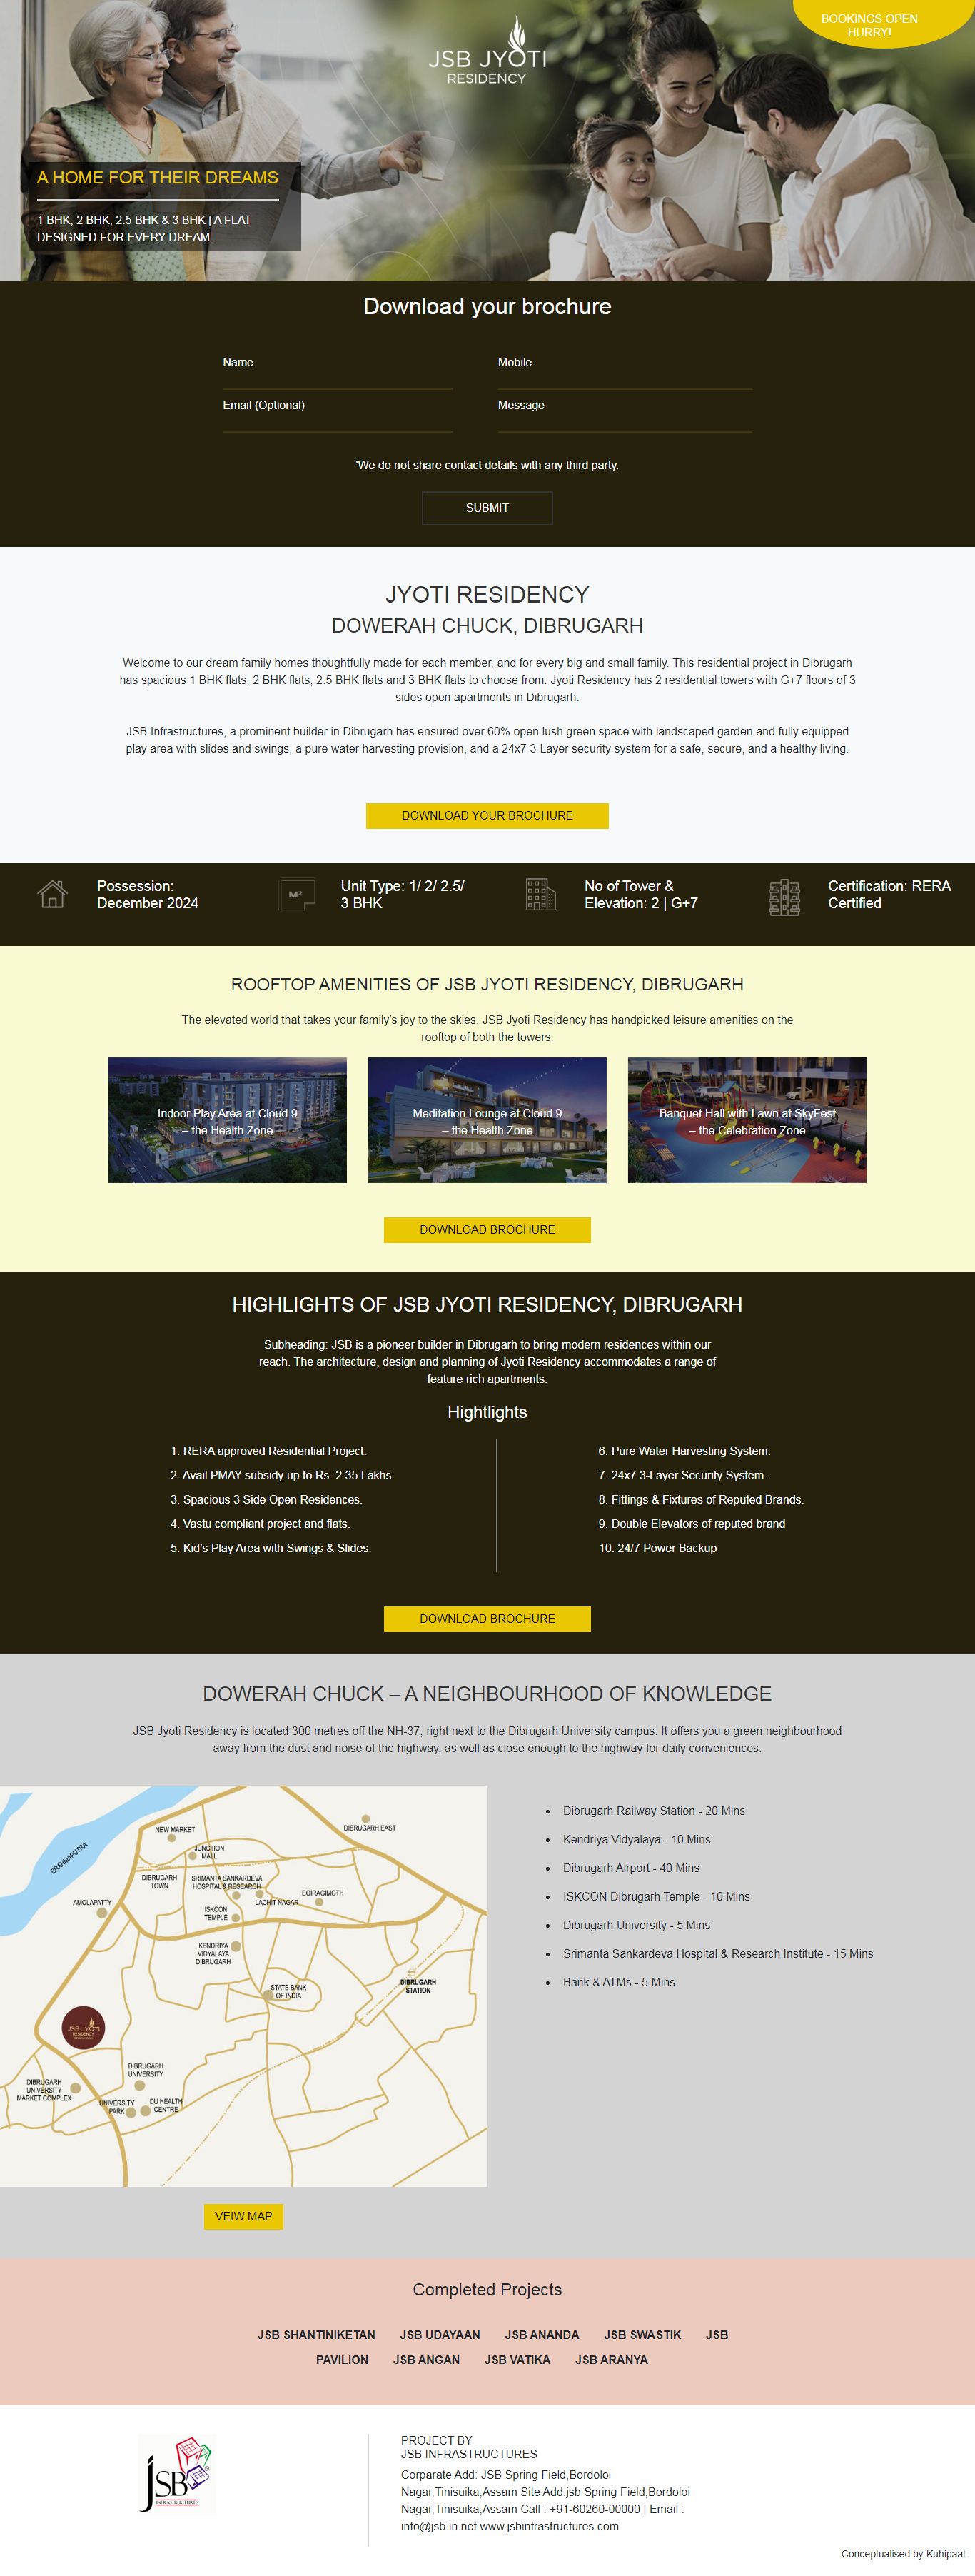 BOOKINGS OPEN
HURRY!
JSB JYOTI
RESIDENCY
A HOME FOR THEIR DREAMS
1 BHK, 2 BHK, 2.5 BHK & 3 BHK | A FLAT
DESIGNED FOR EVERY DREAM.
Download your brochure
Name
Mobile
Email (Optional)
Message
'We do not share contact details with any third party.
SUBMIT
JYOTI RESIDENCY
DOWERAH CHUCK, DIBRUGARH
Welcome to our dream family homes thoughtfully made for each member, and for every big and small family. This residential project in Dibrugarh
has spacious 1 BHK flats, 2 BHK flats, 2.5 BHK flats and 3 BHK flats to choose from. Jyoti Residency has 2 residential towers with G+7 floors of 3
sides open apartments in Dibrugarh.
JSB Infrastructures, a prominent builder in Dibrugarh has ensured over 60% open lush green space with landscaped garden and fully equipped
play area with slides and swings, a pure water harvesting provision, and a 24x7 3-Layer security system for a safe, secure, and a healthy living.
DOWNLOAD YOUR BROCHURE
Possession:
December 2024
M²
Unit Type: 1/ 2/ 2.5/
3 BHK
No of Tower &
Elevation: 2 | G+7
Certification: RERA
Certified
ROOFTOP AMENITIES OF JSB JYOTI RESIDENCY, DIBRUGARH
The elevated world that takes your family's joy to the skies. JSB Jyoti Residency has handpicked leisure amenities on the
rooftop of both the towers.
Indoor Play Area at Cloud 9
– the Health Zone
Meditation Lounge at Cloud 9
– the Health Zone
Banquet Hall with Lawn at SkyFest
– the Celebration Zone
DOWNLOAD BROCHURE
HIGHLIGHTS OF JSB JYOTI RESIDENCY, DIBRUGARH
Subheading: JSB is a pioneer builder in Dibrugarh to bring modern residences within our
reach. The architecture, design and planning of Jyoti Residency accommodates a range of
feature rich apartments.
Hightlights
1. RERA approved Residential Project.
2. Avail PMAY subsidy up to Rs. 2.35 Lakhs.
3. Spacious 3 Side Open Residences.
4. Vastu compliant project and flats.
5. Kid's Play Area with Swings & Slides.
6. Pure Water Harvesting System.
7. 24x7 3-Layer Security System .
8. Fittings & Fixtures of Reputed Brands.
9. Double Elevators of reputed brand
10. 24/7 Power Backup
DOWNLOAD BROCHURE
DOWERAH CHUCK – A NEIGHBOURHOOD OF KNOWLEDGE
JSB Jyoti Residency is located 300 metres off the NH-37, right next to the Dibrugarh University campus. It offers you a green neighbourhood
away from the dust and noise of the highway, as well as close enough to the highway for daily conveniences.
BRAHMAPUTRA
NEW MARKET
DIBRUGARH EAST
JUNCTION
MALL
DIBRUGARH
TOWN
SRIMANTA SANKARDEVA
HOSPITAL & RESEARCH
LACHIT NAGAR
BOIRAGIMOTH
AMOLAPATTY
ISKCON
TEMPLE
KENDRIYA
VIDYALAYA
DIBRUGARH
STATE BANK
OF INDIA
DIBRUGARH
STATION
JSB JYOTI
RESIDENCY
DIBRUGARH
UNIVERSITY
DIBRUGARH
UNIVERSITY
MARKET COMPLEX
UNIVERSITY
PARK
DU HEALTH
CENTRE
• Dibrugarh Railway Station - 20 Mins
• Kendriya Vidyalaya - 10 Mins
• Dibrugarh Airport - 40 Mins
• ISKCON Dibrugarh Temple - 10 Mins
• Dibrugarh University - 5 Mins
• Srimanta Sankardeva Hospital & Research Institute - 15 Mins
• Bank & ATMs - 5 Mins
VEIW MAP
Completed Projects
JSB SHANTINIKETAN JSB UDAYAAN JSB ANANDA JSB SWASTIK JSB
PAVILION JSB ANGAN JSB VATIKA JSB ARANYA
JSB
INFRASTRUCTURES
PROJECT BY
JSB INFRASTRUCTURES
Corparate Add: JSB Spring Field,Bordoloi
Nagar,Tinisuika,Assam Site Add:jsb Spring Field,Bordoloi
Nagar,Tinisuika,Assam Call : +91-60260-00000 | Email :
info@jsb.in.net www.jsbinfrastructures.com
Conceptualised by Kuhipaat